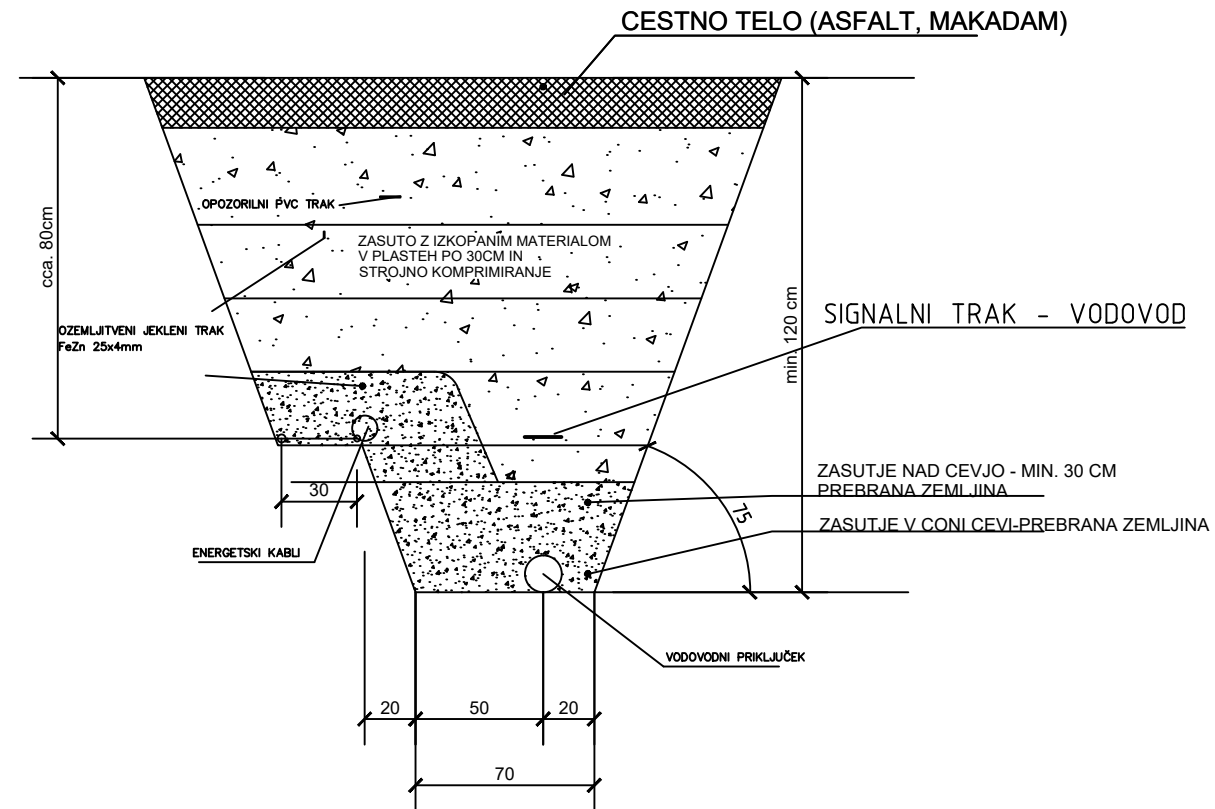 CESTNO TELO (ASFALT, MAKADAM)
cca. 80cm
OPOZORILNI PVC TRAK
ZASUTO Z IZKOPANIM MATERIALOM
V PLASTEH PO 30CM IN
STROJNO KOMPRIMIRANJE
min. 120 cm
SIGNALNI TRAK - VODOVOD
OZEMLJITVENI JEKLENI TRAK
FeZn 25x4mm
ZASUTJE NAD CEVJO - MIN. 30 CM
PREBRANA ZEMLJINA
30
75
ZASUTJE V CONI CEVI-PREBRANA ZEMLJINA
ENERGETSKI KABLI
VODOVODNI PRIKLJUČEK
20
50
20
70